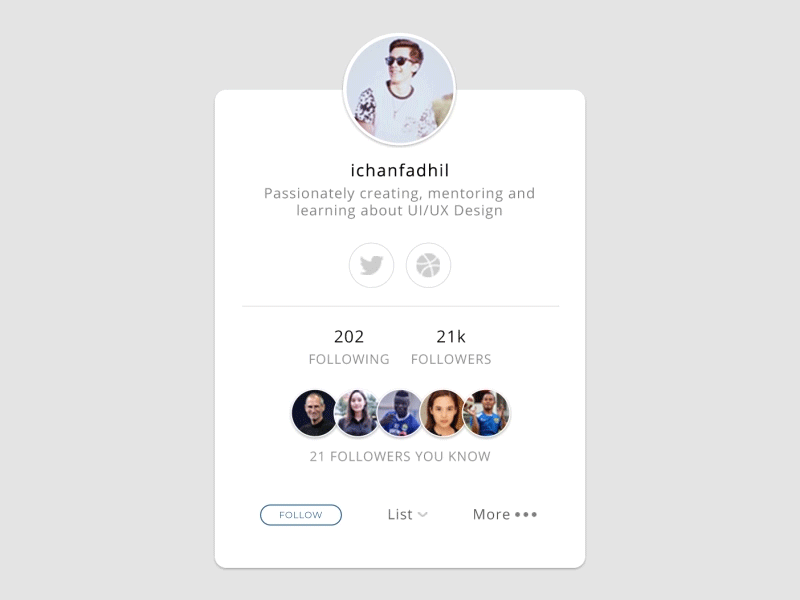 ichanfadhil
Passionately creating, mentoring and
learning about UI/UX Design
202 21k
FOLLOWING FOLLOWERS
21 FOLLOWERS YOU KNOW
FOLLOW List More